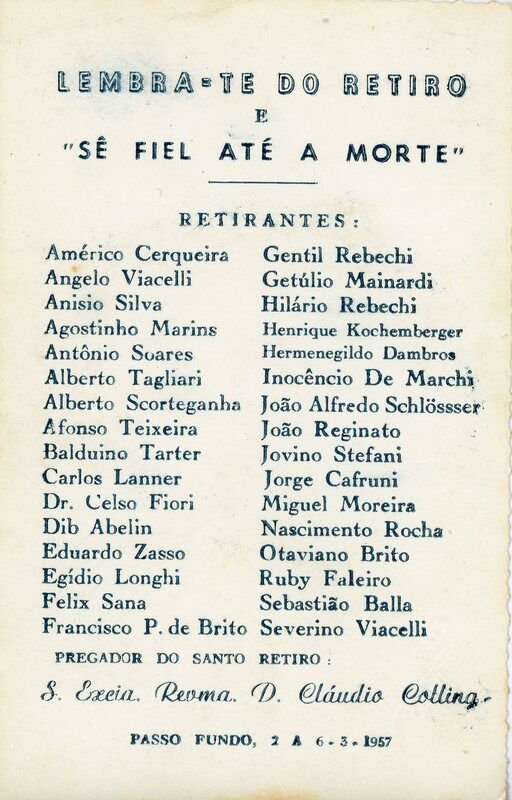 LEMBRA=TE DO RETIRO
E
"SÊ FIEL ATÉ A MORTE"
RETIRANTES:
Américo Cerqueira
Angelo Viacelli
Anisio Silva
Agostinho Marins
Antônio Soares
Alberto Tagliari
Alberto Scorteganha
Afonso Teixeira
Balduino Tarter
Carlos Lanner
Dr. Celso Fiori
Dib Abelin
Eduardo Zasso
Egídio Longhi
Felix Sana
Francisco P. de Brito
Gentil Rebechi
Getúlio Mainardi
Hilário Rebechi
Henrique Kochemberger
Hermenegildo Dambros
Inocêncio De Marchi
João Alfredo Schlössser
João Reginato
Jovino Stefani
Jorge Cafruni
Miguel Moreira
Nascimento Rocha
Otaviano Brito
Ruby Faleiro
Sebastião Balla
Severino Viacelli
PREGADOR DO SANTO RETIRO:
S. Excia. Revma. D. Cláudio Colling.
PASSO FUNDO, 2 A 6-3-1957